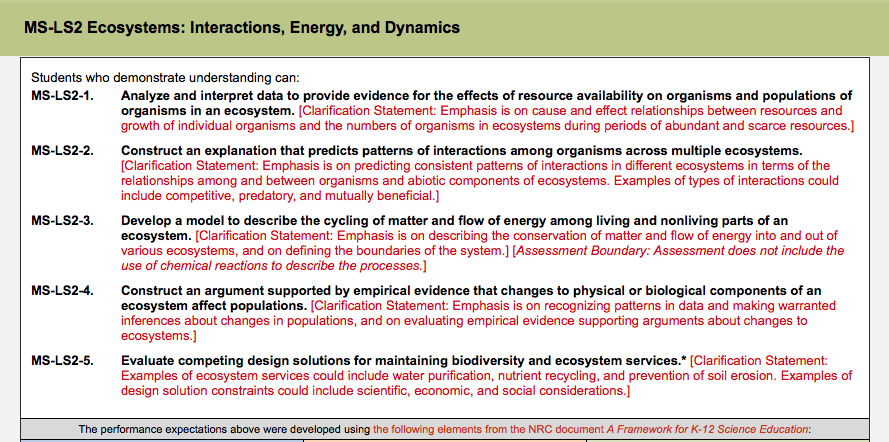 MS-LS2 Ecosystems: Interactions, Energy, and Dynamics
Students who demonstrate understanding can:
MS-LS2-1. Analyze and interpret data to provide evidence for the effects of resource availability on organisms and populations of
organisms in an ecosystem. [Clarification Statement: Emphasis is on cause and effect relationships between resources and
growth of individual organisms and the numbers of organisms in ecosystems during periods of abundant and scarce resources.]
MS-LS2-2. Construct an explanation that predicts patterns of interactions among organisms across multiple ecosystems.
[Clarification Statement: Emphasis is on predicting consistent patterns of interactions in different ecosystems in terms of the
relationships among and between organisms and abiotic components of ecosystems. Examples of types of interactions could
include competitive, predatory, and mutually beneficial.]
MS-LS2-3. Develop a model to describe the cycling of matter and flow of energy among living and nonliving parts of an
ecosystem. [Clarification Statement: Emphasis is on describing the conservation of matter and flow of energy into and out of
various ecosystems, and on defining the boundaries of the system.] [Assessment Boundary: Assessment does not include the
use of chemical reactions to describe the processes.]
MS-LS2-4. Construct an argument supported by empirical evidence that changes to physical or biological components of an
ecosystem affect populations. [Clarification Statement: Emphasis is on recognizing patterns in data and making warranted
inferences about changes in populations, and on evaluating empirical evidence supporting arguments about changes to
ecosystems.]
MS-LS2-5. Evaluate competing design solutions for maintaining biodiversity and ecosystem services.* [Clarification Statement:
Examples of ecosystem services could include water purification, nutrient recycling, and prevention of soil erosion. Examples of
design solution constraints could include scientific, economic, and social considerations.]
The performance expectations above were developed using the following elements from the NRC document A Framework for K-12 Science Education: